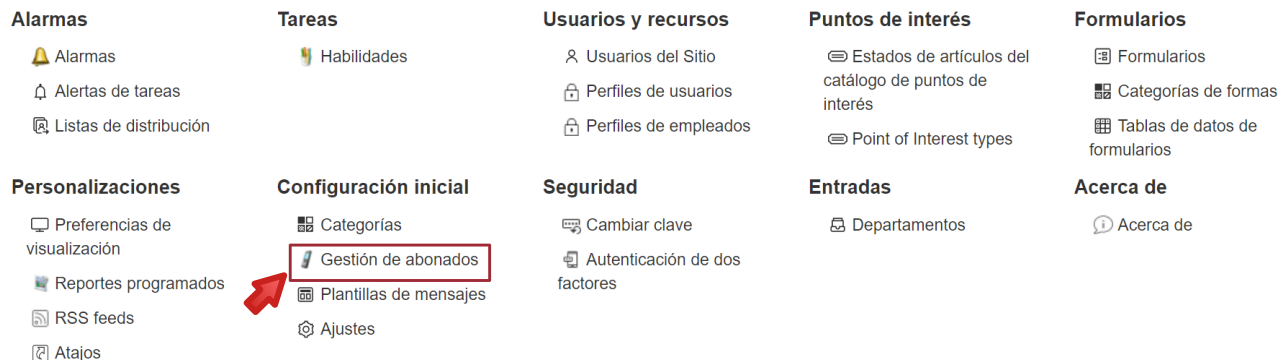 Alarmas
Alarmas
Alertas de tareas
Listas de distribución
Tareas
Habilidades
Usuarios y recursos
Usuarios del Sitio
Perfiles de usuarios
Perfiles de empleados
Puntos de interés
Estados de artículos del
catálogo de puntos de
interés
Point of Interest types
Formularios
Formularios
Categorías de formas
Tablas de datos de
formularios
Personalizaciones
Preferencias de
visualización
Reportes programados
RSS feeds
Atajos
Configuración inicial
Categorías
Gestión de abonados
Plantillas de mensajes
Ajustes
Seguridad
Cambiar clave
Autenticación de dos
factores
Entradas
Departamentos
Acerca de
Acerca de